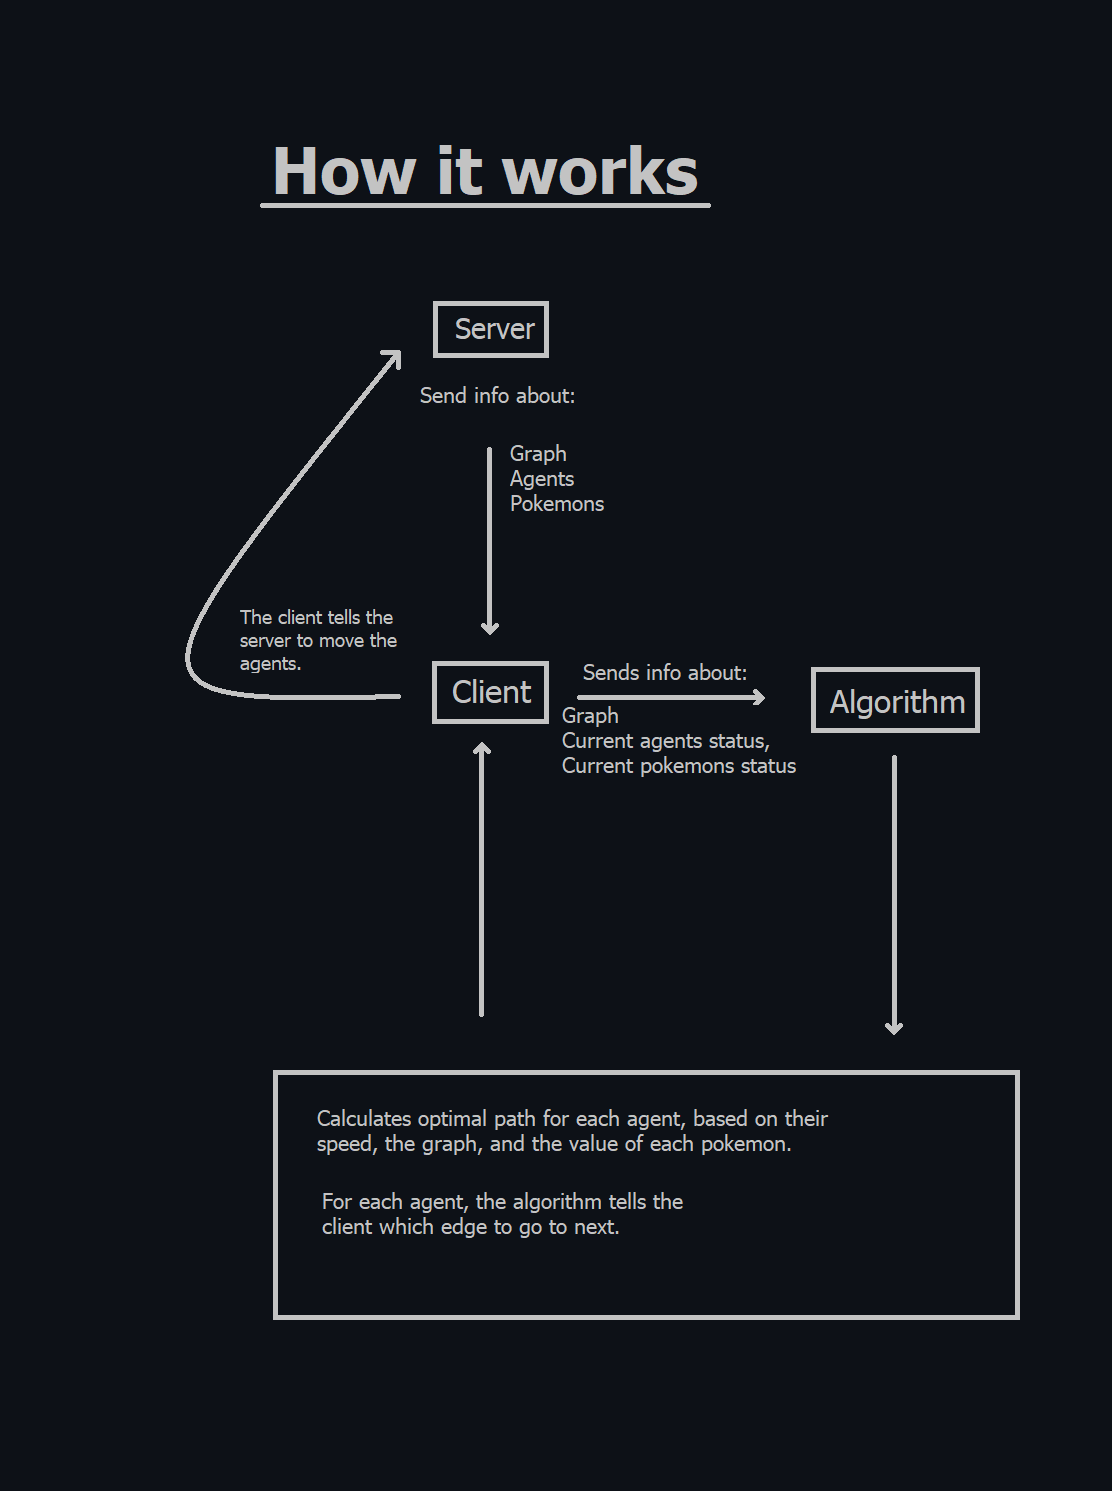 How it works
Server
Send info about:
Graph
Agents
Pokemons
The client tells the
server to move the
agents.
Client
Sends info about:
Graph
Current agents status,
Current pokemons status
Algorithm
Calculates optimal path for each agent, based on their
speed, the graph, and the value of each pokemon.
For each agent, the algorithm tells the
client which edge to go to next.